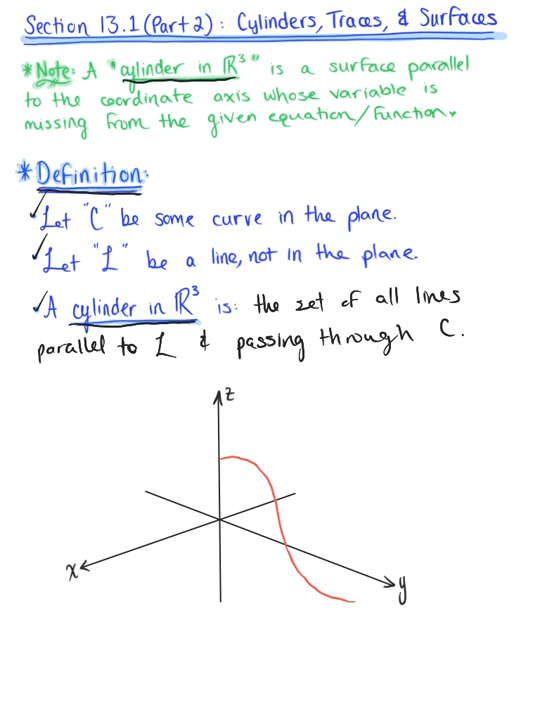 Section 13.1 (Part 2): Cylinders, Traces, & Surfaces
*Note: A "cylinder in ℝ³" is a surface parallel
to the coordinate axis whose variable is
missing from the given equation/function.
*Definition:
✓Let "C" be some curve in the plane.
✓Let "L" be a line, not in the plane.
✓A cylinder in ℝ³ is: the set of all lines
parallel to L & passing through C.
z
x
y